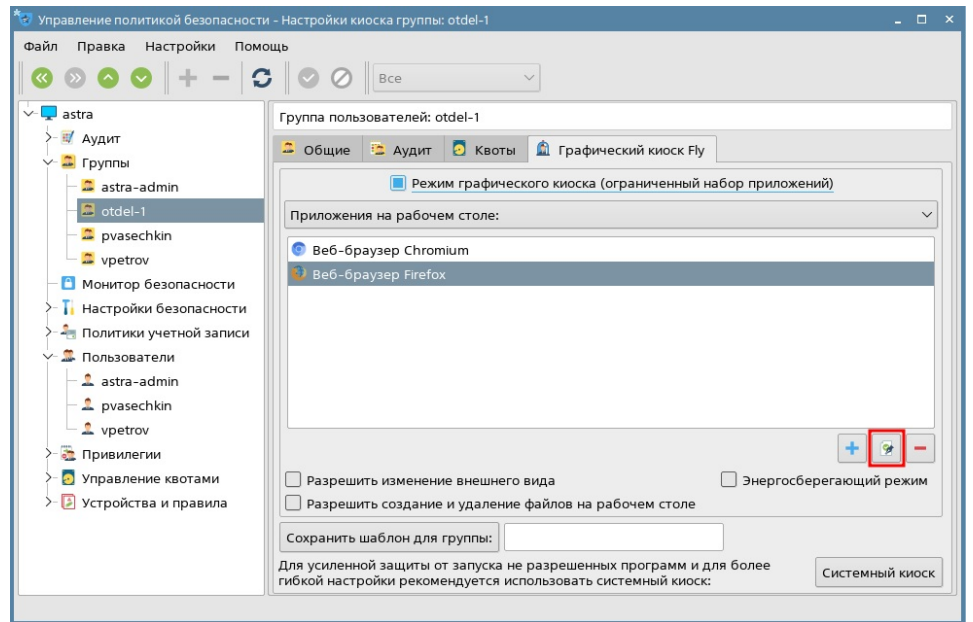 Управление политикой безопасности - Настройки киоска группы: otdel-1
Файл Правка Настройки Помощь
Все
astra
Аудит
Группы
astra-admin
otdel-1
pvasechkin
vpetrov
Монитор безопасности
Настройки безопасности
Политики учетной записи
Пользователи
astra-admin
pvasechkin
vpetrov
Привилегии
Управление квотами
Устройства и правила
Группа пользователей: otdel-1
Общие Аудит Квоты Графический киоск Fly
Режим графического киоска (ограниченный набор приложений)
Приложения на рабочем столе:
Веб-браузер Chromium
Веб-браузер Firefox
Разрешить изменение внешнего вида Энергосберегающий режим
Разрешить создание и удаление файлов на рабочем столе
Сохранить шаблон для группы:
Для усиленной защиты от запуска не разрешенных программ и для более
гибкой настройки рекомендуется использовать системный киоск:
Системный киоск